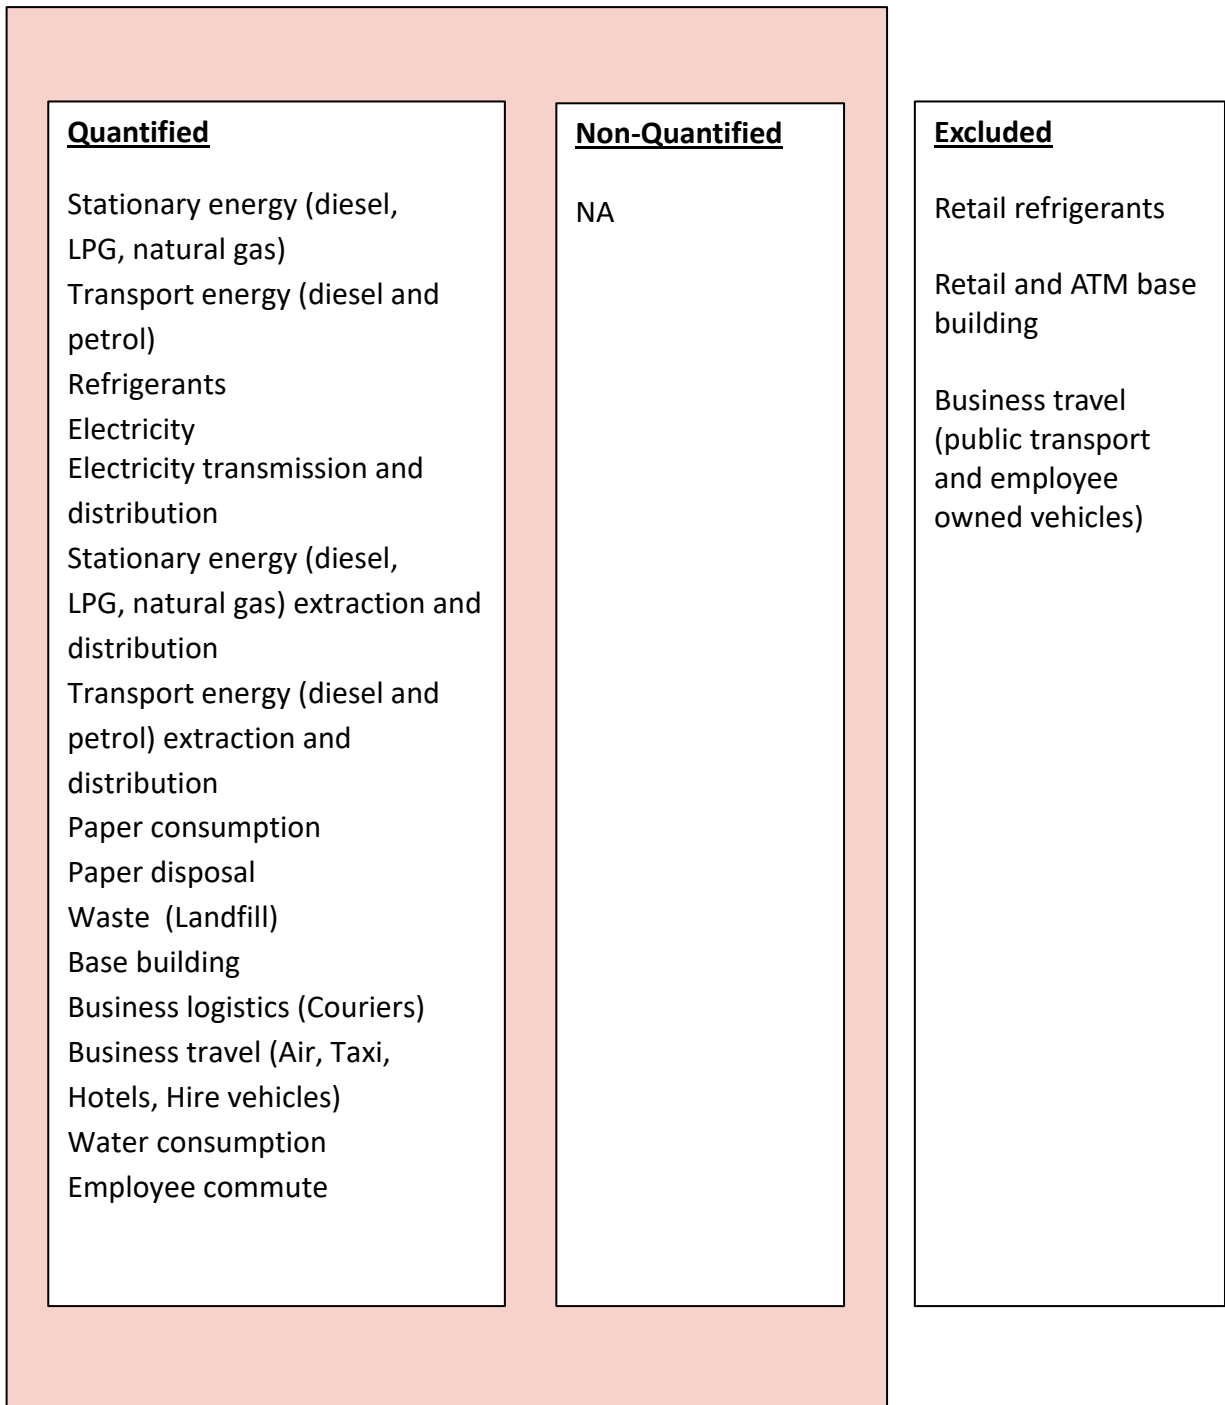 Quantified
Stationary energy (diesel,
LPG, natural gas)
Transport energy (diesel and
petrol)
Refrigerants
Electricity
Electricity transmission and
distribution
Stationary energy (diesel,
LPG, natural gas) extraction and
distribution
Transport energy (diesel and
petrol) extraction and
distribution
Paper consumption
Paper disposal
Waste  (Landfill)
Base building
Business logistics (Couriers)
Business travel (Air, Taxi,
Hotels, Hire vehicles)
Water consumption
Employee commute
Non-Quantified
NA
Excluded
Retail refrigerants
Retail and ATM base
building
Business travel
(public transport
and employee
owned vehicles)